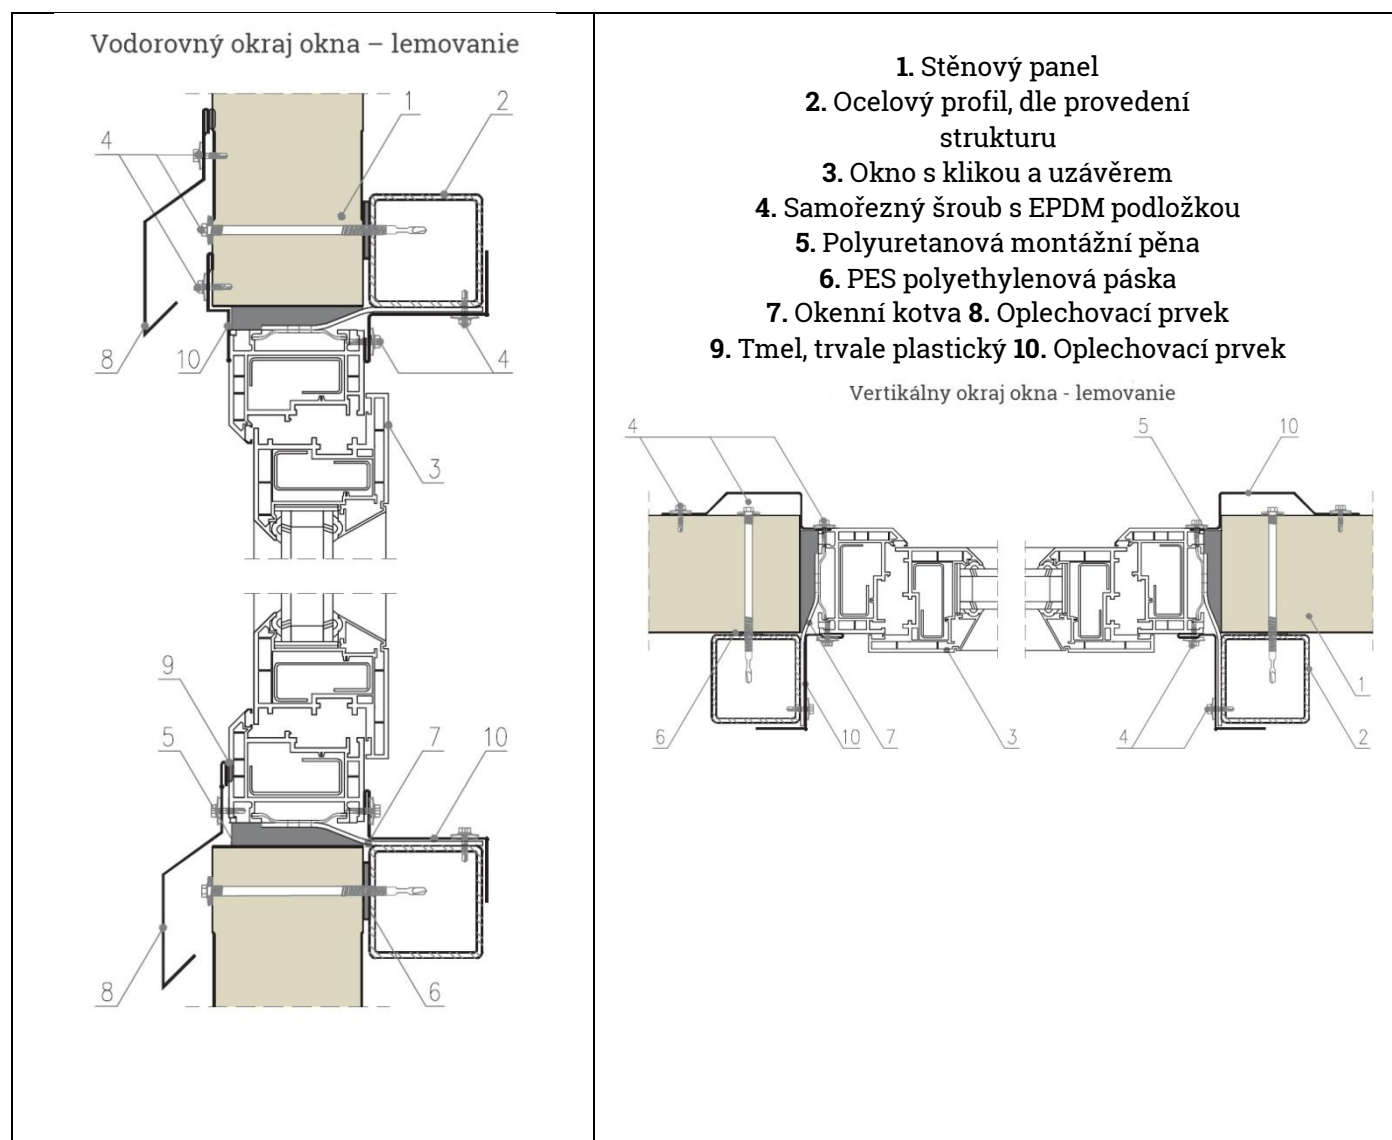 Vodorovný okraj okna – lemovanie
1
2
4
8
10
4
3
9
5
7
10
8
6
1. Stěnový panel
2. Ocelový profil, dle provedení
strukturu
3. Okno s klikou a uzávěrem
4. Samořezný šroub s EPDM podložkou
5. Polyuretanová montážní pěna
6. PES polyethylenová páska
7. Okenní kotva 8. Oplechovací prvek
9. Tmel, trvale plastický 10. Oplechovací prvek
Vertikálny okraj okna - lemovanie
4
5
10
1
6
10
7
3
4
2